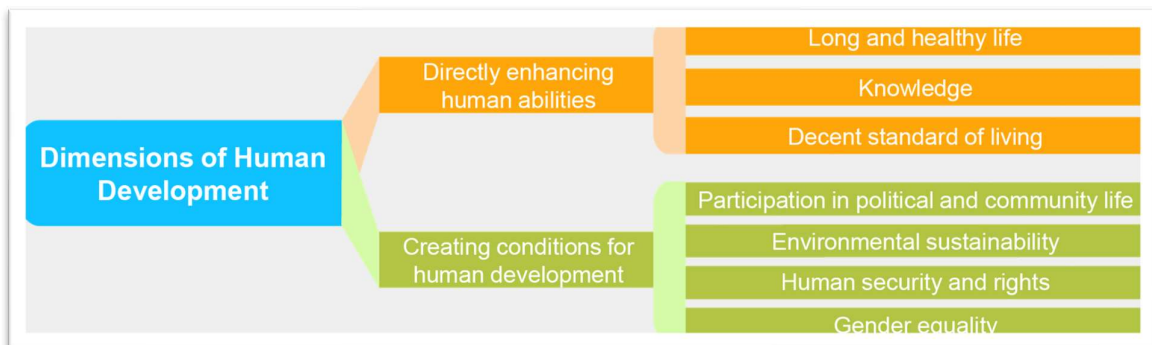 Dimensions of Human
Development
Directly enhancing
human abilities
Long and healthy life
Knowledge
Decent standard of living
Creating conditions for
human development
Participation in political and community life
Environmental sustainability
Human security and rights
Gender equality